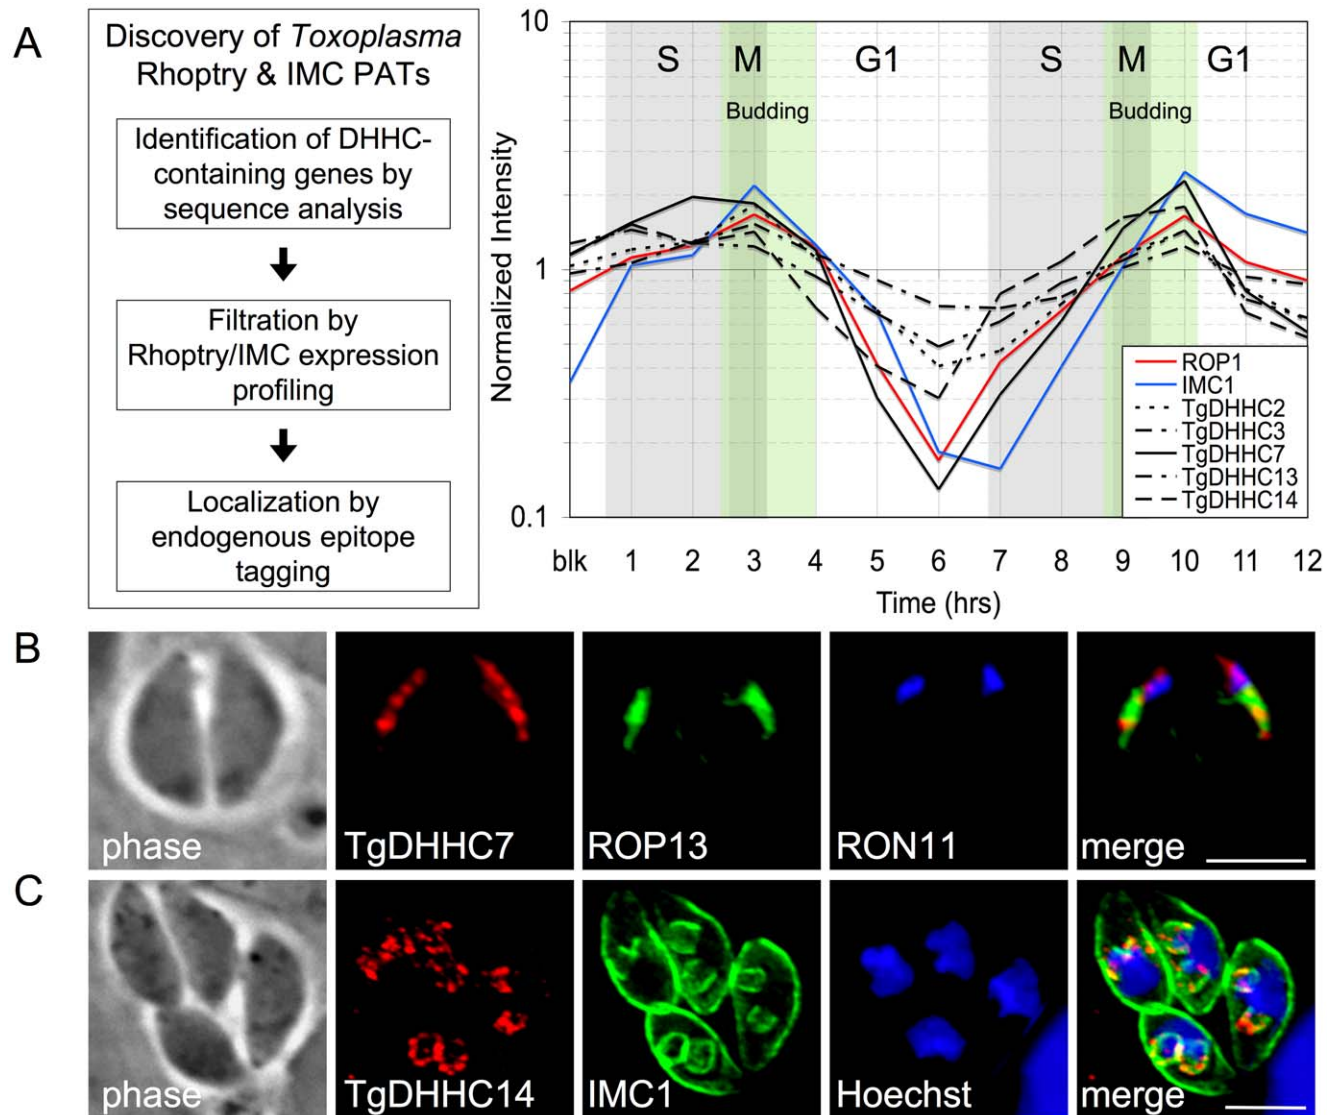 A
Discovery of Toxoplasma
Rhoptry & IMC PATs
Identification of DHHC-
containing genes by
sequence analysis
Filtration by
Rhoptry/IMC expression
profiling
Localization by
endogenous epitope
tagging
Normalized Intensity
10
1
0.1
S M G1 S M G1
Budding Budding
ROP1
IMC1
TgDHHC2
TgDHHC3
TgDHHC7
TgDHHC13
TgDHHC14
blk 1 2 3 4 5 6 7 8 9 10 11 12
Time (hrs)
B
phase TgDHHC7 ROP13 RON11 merge
C
phase TgDHHC14 IMC1 Hoechst merge